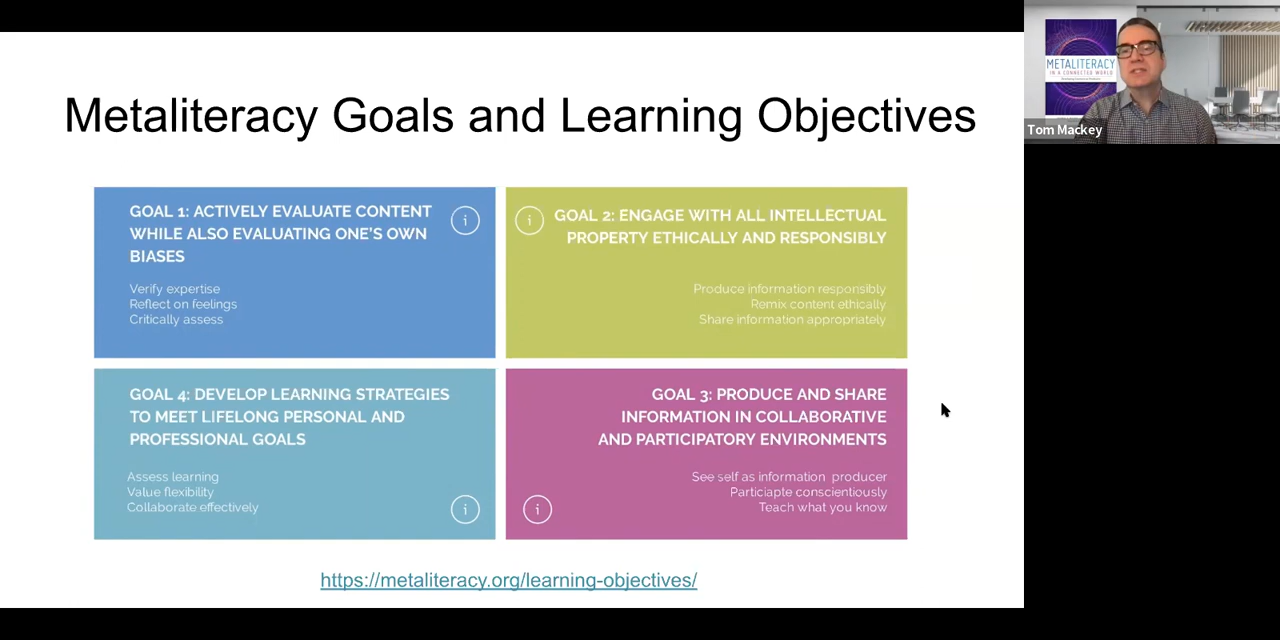 Metaliteracy Goals and Learning Objectives
GOAL 1: ACTIVELY EVALUATE CONTENT
WHILE ALSO EVALUATING ONE'S OWN
BIASES
i
Verify expertise
Reflect on feelings
Critically assess
i
GOAL 2: ENGAGE WITH ALL INTELLECTUAL
PROPERTY ETHICALLY AND RESPONSIBLY
Produce information responsibly
Remix content ethically
Share information appropriately
GOAL 4: DEVELOP LEARNING STRATEGIES
TO MEET LIFELONG PERSONAL AND
PROFESSIONAL GOALS
Assess learning
Value flexibility
Collaborate effectively
i
GOAL 3: PRODUCE AND SHARE
INFORMATION IN COLLABORATIVE
AND PARTICIPATORY ENVIRONMENTS
See self as information producer
Particiapte conscientiously
Teach what you know
i
https://metaliteracy.org/learning-objectives/
METALITERACY
IN A CONNECTED WORLD
Tom Mackey